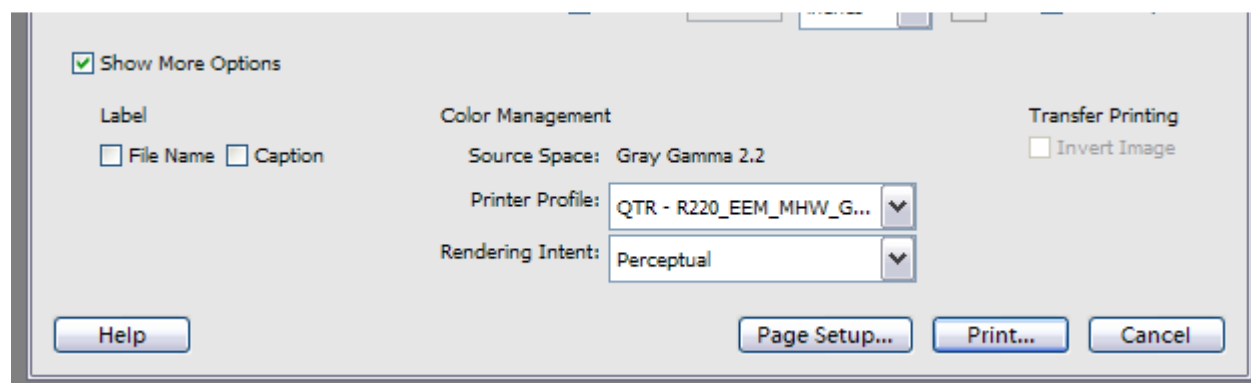 Show More Options
Label
Color Management
Transfer Printing
File Name
Caption
Source Space: Gray Gamma 2.2
Invert Image
Printer Profile: QTR - R220_EEM_MHW_G...
Rendering Intent: Perceptual
Help
Page Setup...
Print...
Cancel